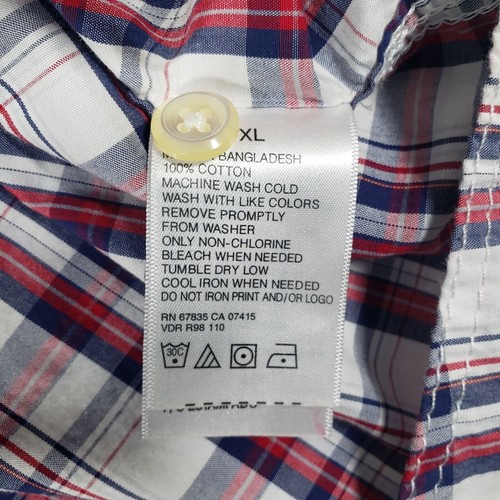 XL
BANGLADESH
100% COTTON
MACHINE WASH COLD
WASH WITH LIKE COLORS
REMOVE PROMPTLY
FROM WASHER
ONLY NON-CHLORINE
BLEACH WHEN NEEDED
TUMBLE DRY LOW
COOL IRON WHEN NEEDED
DO NOT IRON PRINT AND/OR LOGO
RN 67835 CA 07415
VDR R98 110
30C